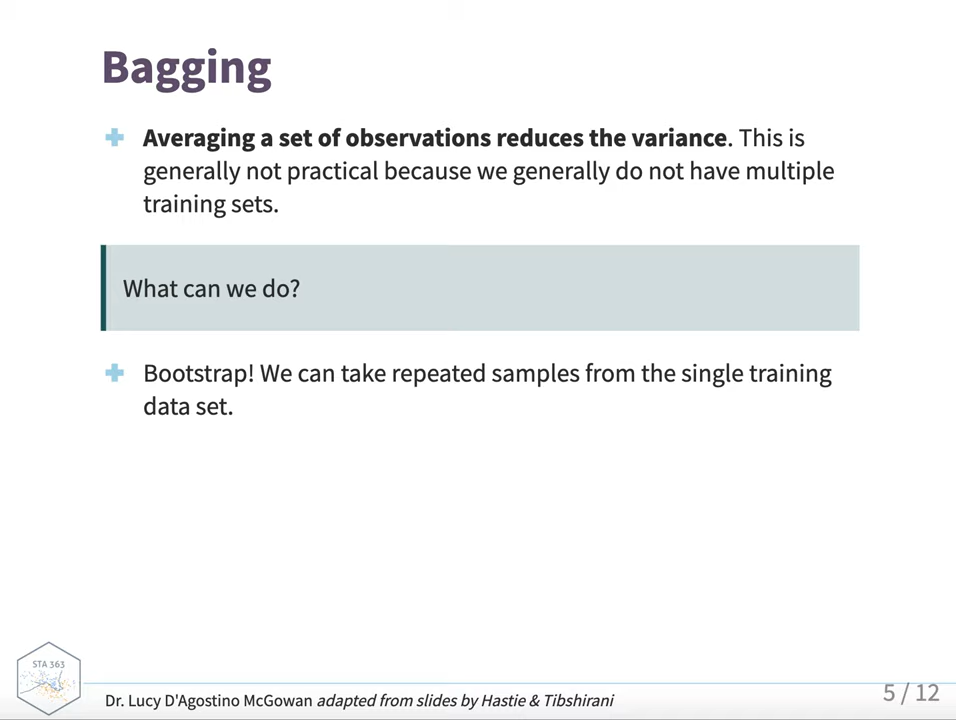 Bagging
Averaging a set of observations reduces the variance. This is
generally not practical because we generally do not have multiple
training sets.
What can we do?
Bootstrap! We can take repeated samples from the single training
data set.
STA 363
Dr. Lucy D'Agostino McGowan adapted from slides by Hastie & Tibshirani
5 / 12